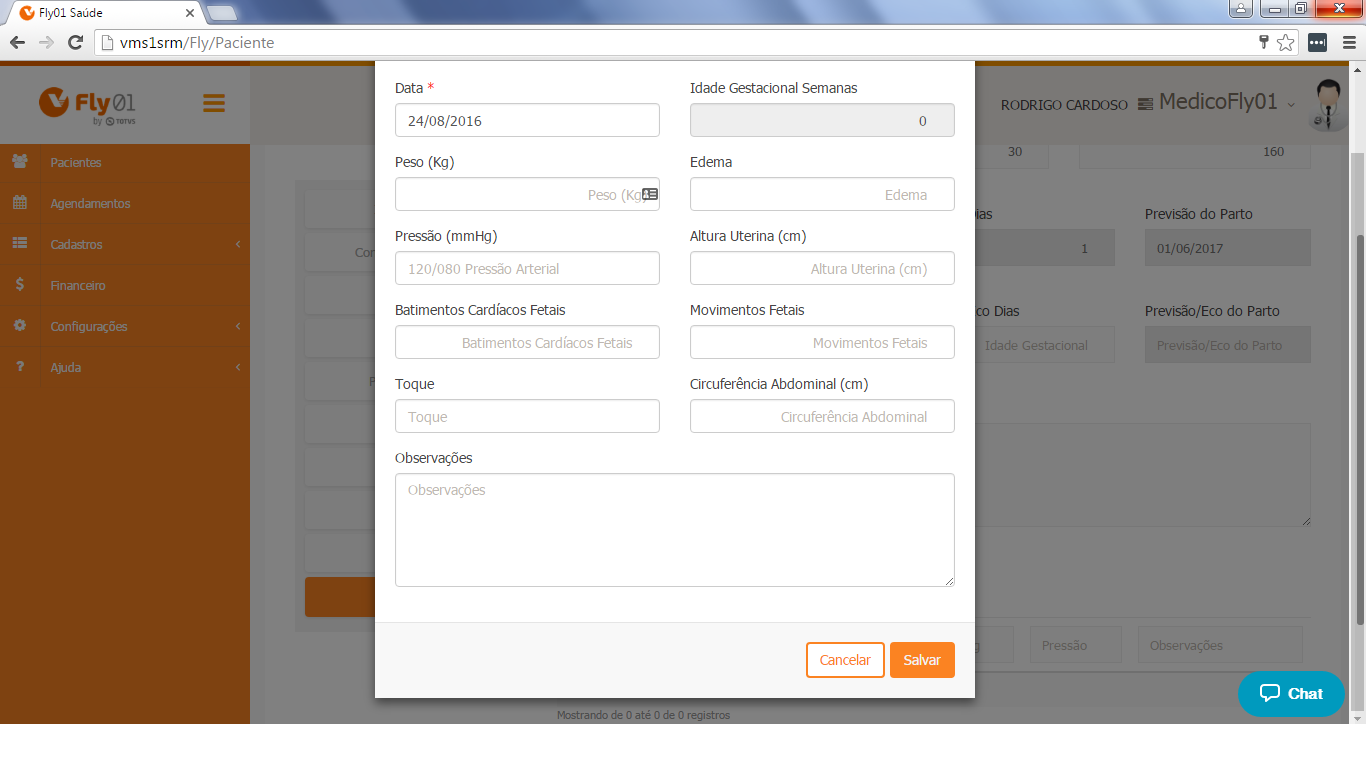 Fly01 Saúde
vms1srm/Fly/Paciente
Fly01
by TOTVS
RODRIGO CARDOSO MedicoFly01
Pacientes
Agendamentos
Cadastros
Financeiro
Configurações
Ajuda
Data *
Idade Gestacional Semanas
24/08/2016
0
Peso (Kg)
Edema
Peso (Kg)
Edema
Pressão (mmHg)
Altura Uterina (cm)
120/080 Pressão Arterial
Altura Uterina (cm)
Batimentos Cardíacos Fetais
Movimentos Fetais
Batimentos Cardíacos Fetais
Movimentos Fetais
Toque
Circuferência Abdominal (cm)
Toque
Circuferência Abdominal
Observações
Observações
Cancelar
Salvar
30
160
ias
Previsão do Parto
1
01/06/2017
co Dias
Previsão/Eco do Parto
Idade Gestacional
Previsão/Eco do Parto
Cor
P
g
Pressão
Observações
Chat
Mostrando de 0 até 0 de 0 registros